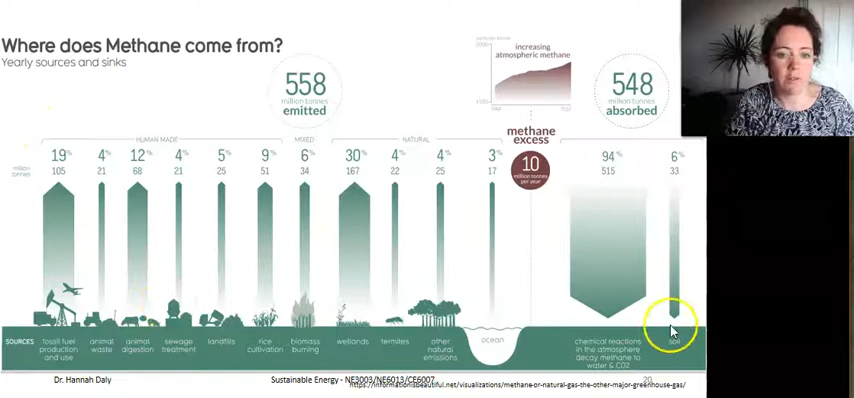 Where does Methane come from?
Yearly sources and sinks
558
million tonnes
emitted
increasing
atmospheric methane
548
million tonnes
absorbed
HUMAN MADE
MIXED
NATURAL
methane
excess
10
million tonnes
per year
million
tonnes
19% 4% 12% 4% 5% 9% 6% 30% 4% 4% 3% 94% 6%
105 21 68 21 25 51 34 167 22 25 17 515 33
SOURCES
fossil fuel
production
and use
animal
waste
animal
digestion
sewage
treatment
landfills
rice
cultivation
biomass
burning
wetlands
termites
other
natural
emissions
ocean
chemical reactions
in the atmosphere
decay methane to
water & CO2
soil
Dr. Hannah Daly
Sustainable Energy - NE3003/NE6013/CE6007
20
https://informationisbeautiful.net/visualizations/methane-or-natural-gas-the-other-major-greenhouse-gas/